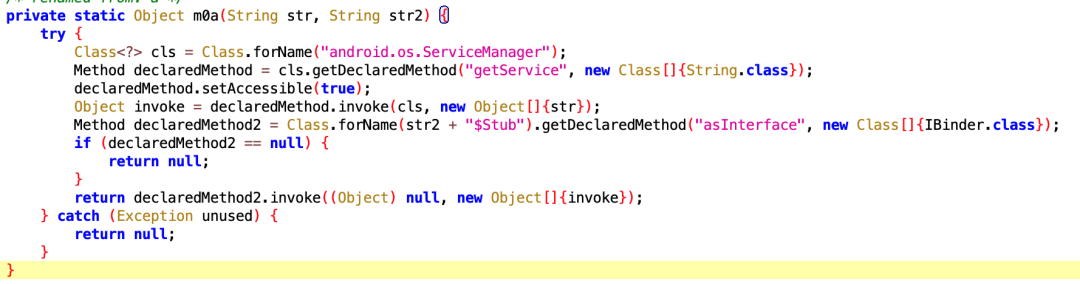 /* renamed from: a */
private static Object m0a(String str, String str2) {
    try {
        Class<?> cls = Class.forName("android.os.ServiceManager");
        Method declaredMethod = cls.getDeclaredMethod("getService", new Class[]{String.class});
        declaredMethod.setAccessible(true);
        Object invoke = declaredMethod.invoke(cls, new Object[]{str});
        Method declaredMethod2 = Class.forName(str2 + "$Stub").getDeclaredMethod("asInterface", new Class[]{IBinder.class});
        if (declaredMethod2 == null) {
            return null;
        }
        return declaredMethod2.invoke((Object) null, new Object[]{invoke});
    } catch (Exception unused) {
        return null;
    }
}